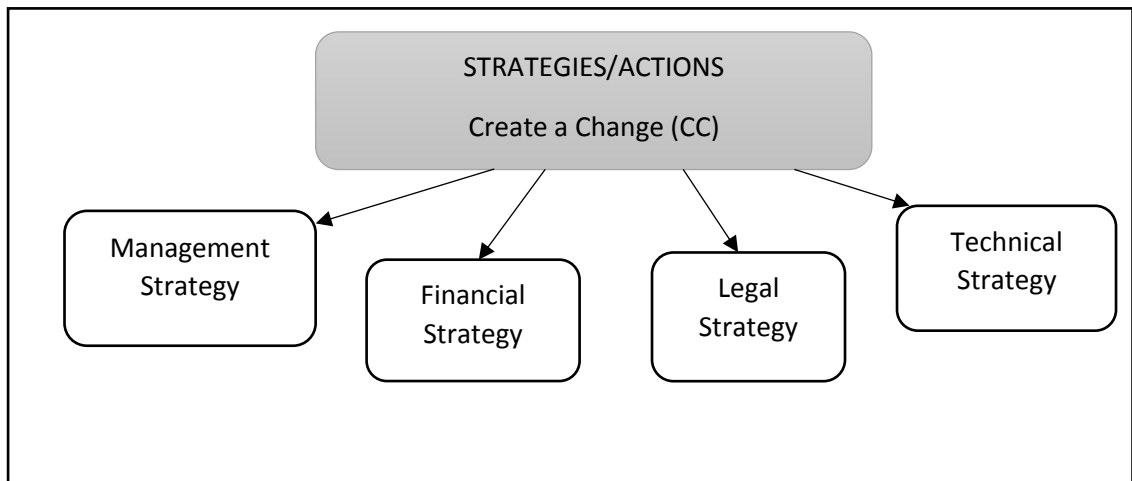 STRATEGIES/ACTIONS
Create a Change (CC)
Management
Strategy
Financial
Strategy
Legal
Strategy
Technical
Strategy